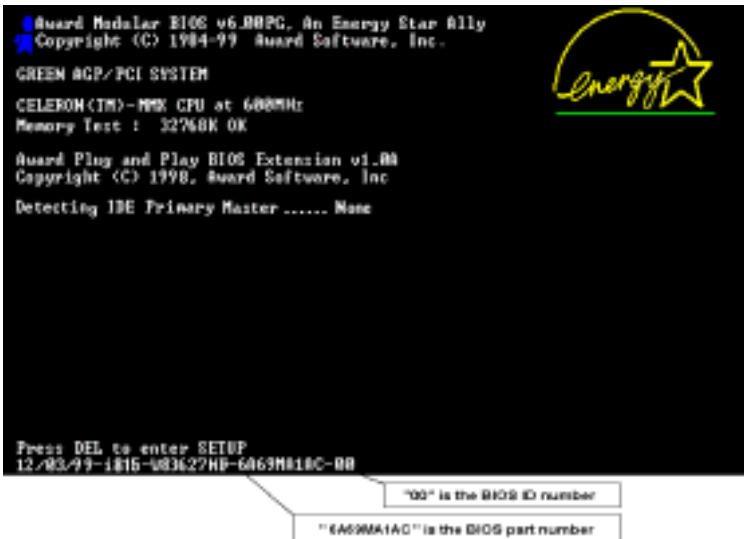 Award Modular BIOS v6.00PG, An Energy Star Ally
Copyright (C) 1984-99 Award Software, Inc.
energy
GREEN AGP/PCI SYSTEM
CELERON(TM)-MMX CPU at 600MHz
Memory Test : 32768K OK
Award Plug and Play BIOS Extension v1.0A
Copyright (C) 1998, Award Software, Inc
Detecting IDE Primary Master ...... None
Press DEL to enter SETUP
12/03/99-i815-W83627HF-6A69MA1AC-00
"00" is the BIOS ID number
"6A69MA1AC" is the BIOS part number